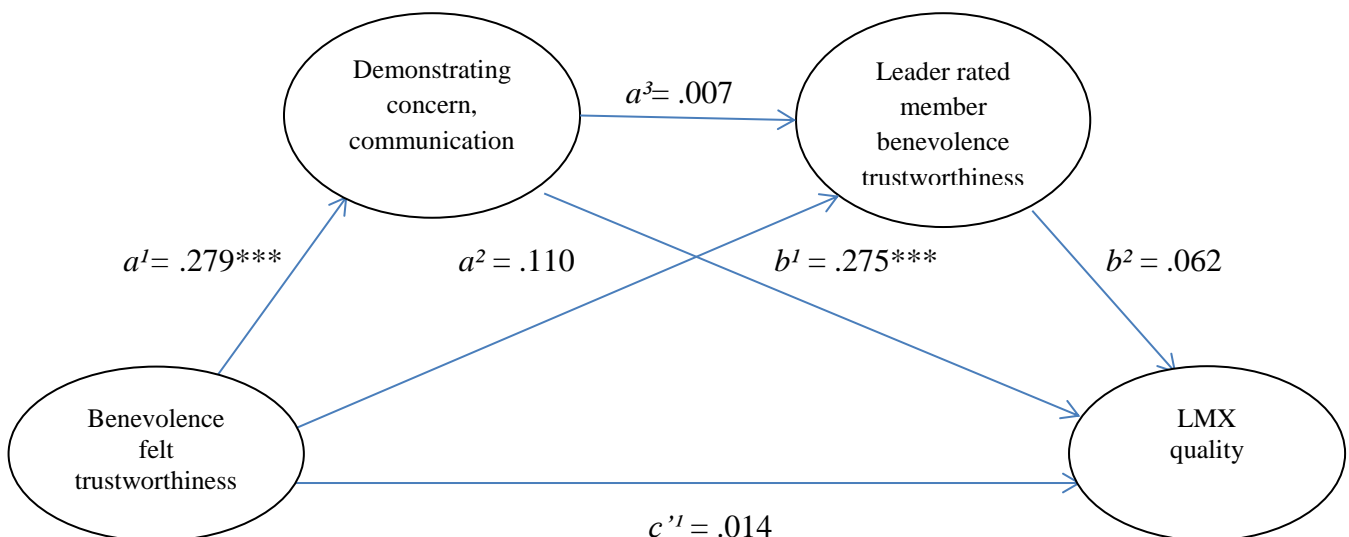 Demonstrating
concern,
communication
a³= .007
Leader rated
member
benevolence
trustworthiness
a¹= .279***
a² = .110
b¹ = .275***
b² = .062
Benevolence
felt
trustworthiness
LMX
quality
c’¹ = .014